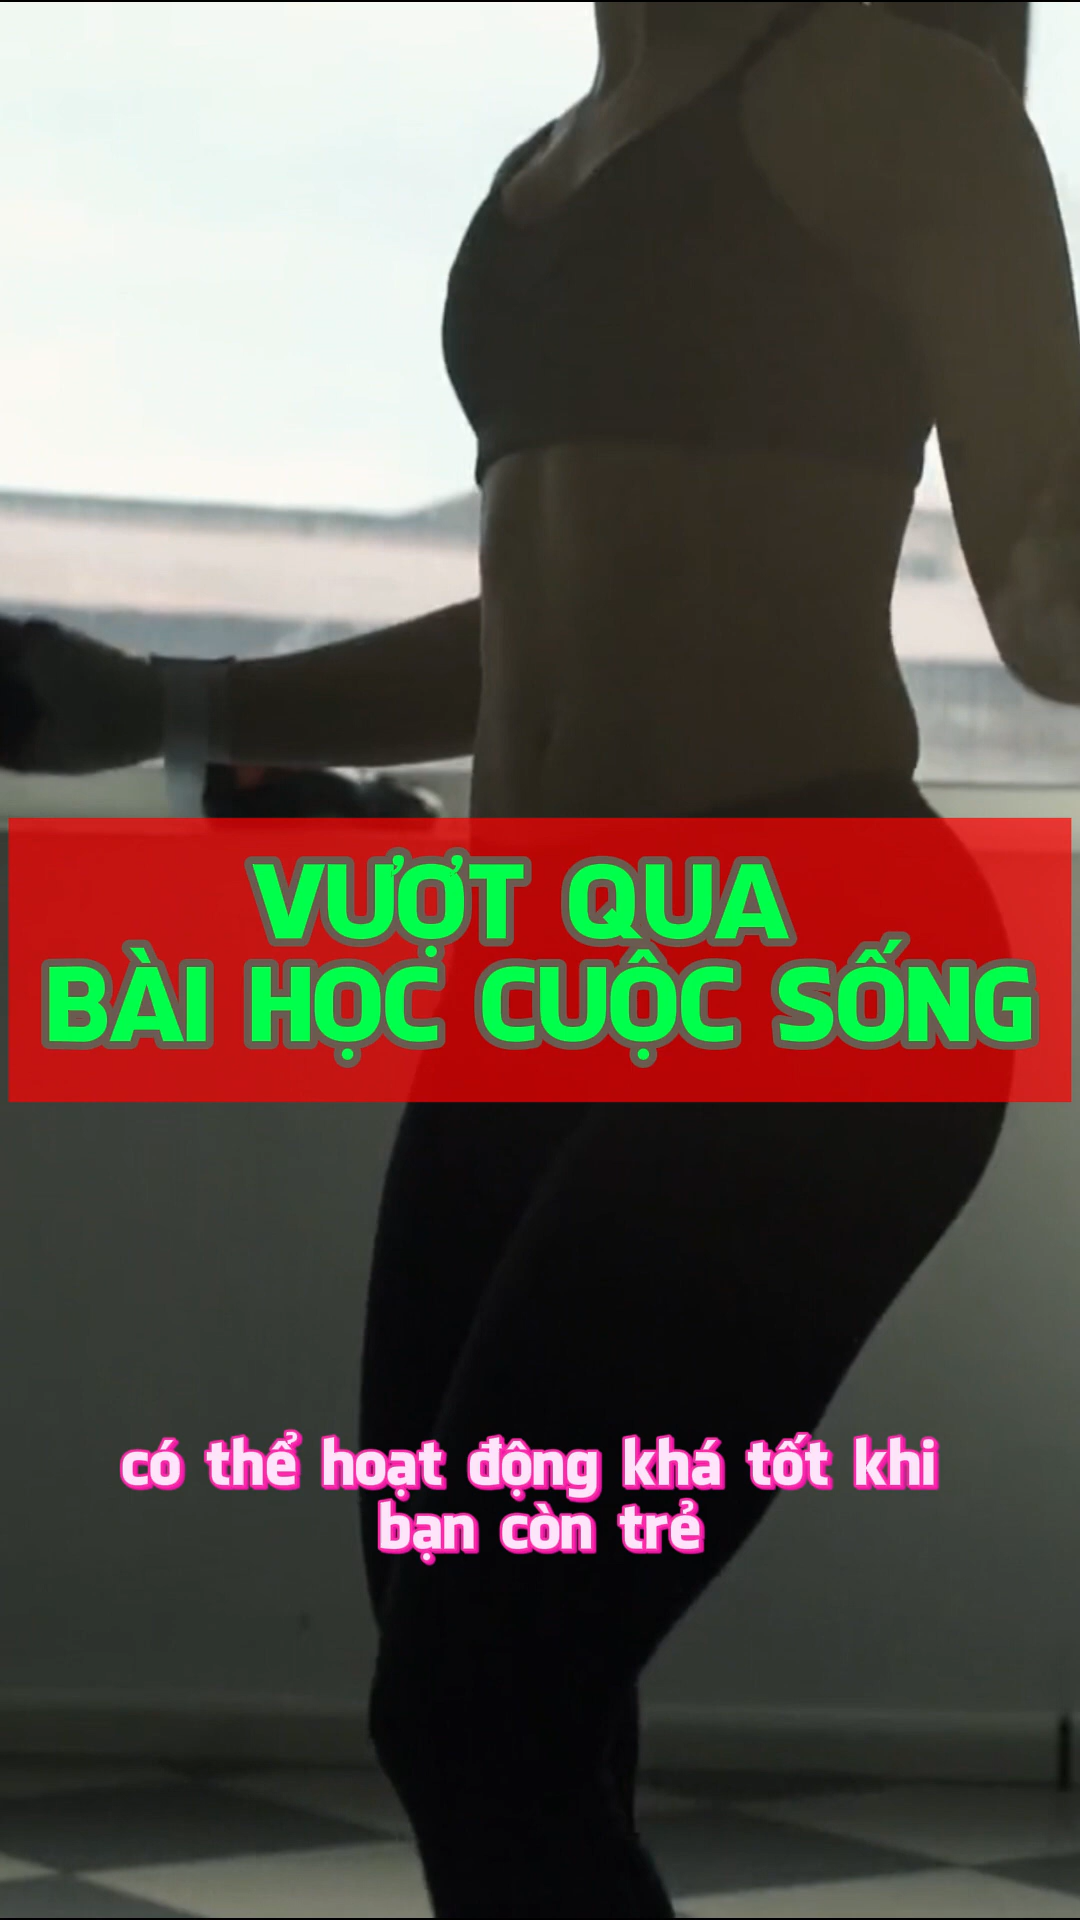 VƯỢT QUA
BÀI HỌC CUỘC SỐNG
có thể hoạt động khá tốt khi
bạn còn trẻ